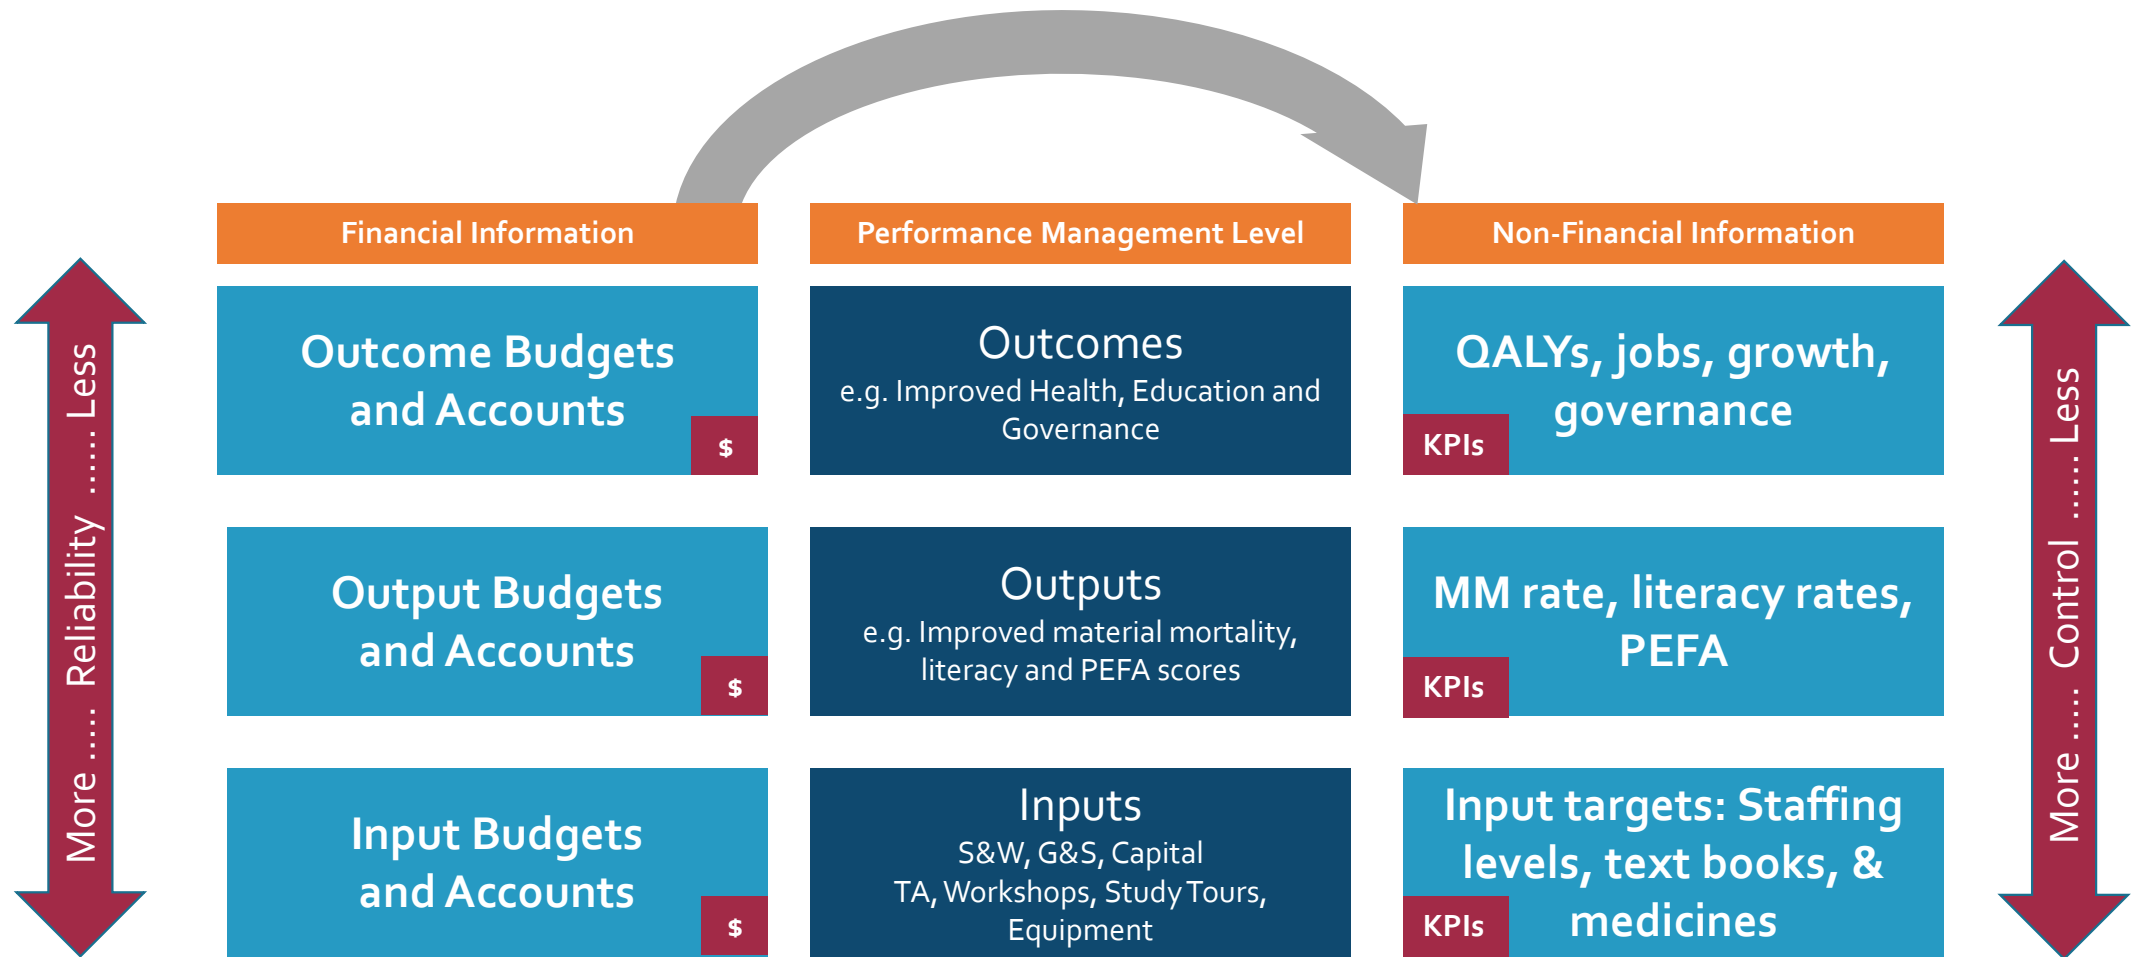 Financial Information
Performance Management Level
Non-Financial Information
Outcome Budgets
and Accounts
$
Outcomes
e.g. Improved Health, Education and
Governance
QALYs, jobs, growth,
governance
KPIs
Output Budgets
and Accounts
$
Outputs
e.g. Improved material mortality,
literacy and PEFA scores
MM rate, literacy rates,
PEFA
KPIs
Input Budgets
and Accounts
$
Inputs
S&W, G&S, Capital
TA, Workshops, Study Tours,
Equipment
Input targets: Staffing
levels, text books, &
medicines
KPIs
More ..... Reliability ...... Less
More ..... Control ...... Less